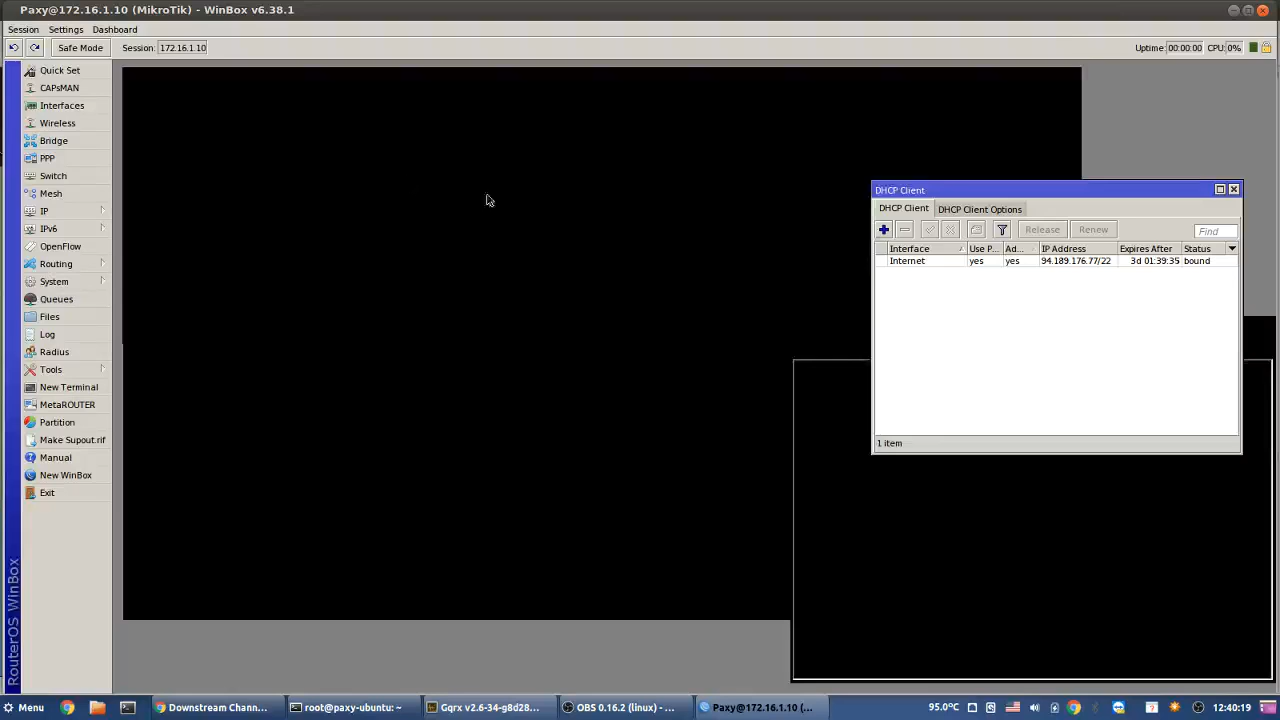 Paxy@172.16.1.10 (MikroTik) - WinBox v6.38.1
Session Settings Dashboard
Safe Mode Session: 172.16.1.10 Uptime: 00:00:00 CPU: 0%
Quick Set
CAPsMAN
Interfaces
Wireless
Bridge
PPP
Switch
Mesh
IP
IPv6
OpenFlow
Routing
System
Queues
Files
Log
Radius
Tools
New Terminal
MetaROUTER
Partition
Make Supout.rif
Manual
New WinBox
Exit
RouterOS WinBox
DHCP Client
DHCP Client DHCP Client Options
Release Renew Find
Interface Use P... Ad... IP Address Expires After Status
Internet yes yes 94.189.176.77/22 3d 01:39:35 bound
1 item
Menu Downstream Chann... root@paxy-ubuntu: ~ Gqrx v2.6-34-g8d28... OBS 0.16.2 (linux) - ... Paxy@172.16.1.10 (... 95.0°C 12:40:19